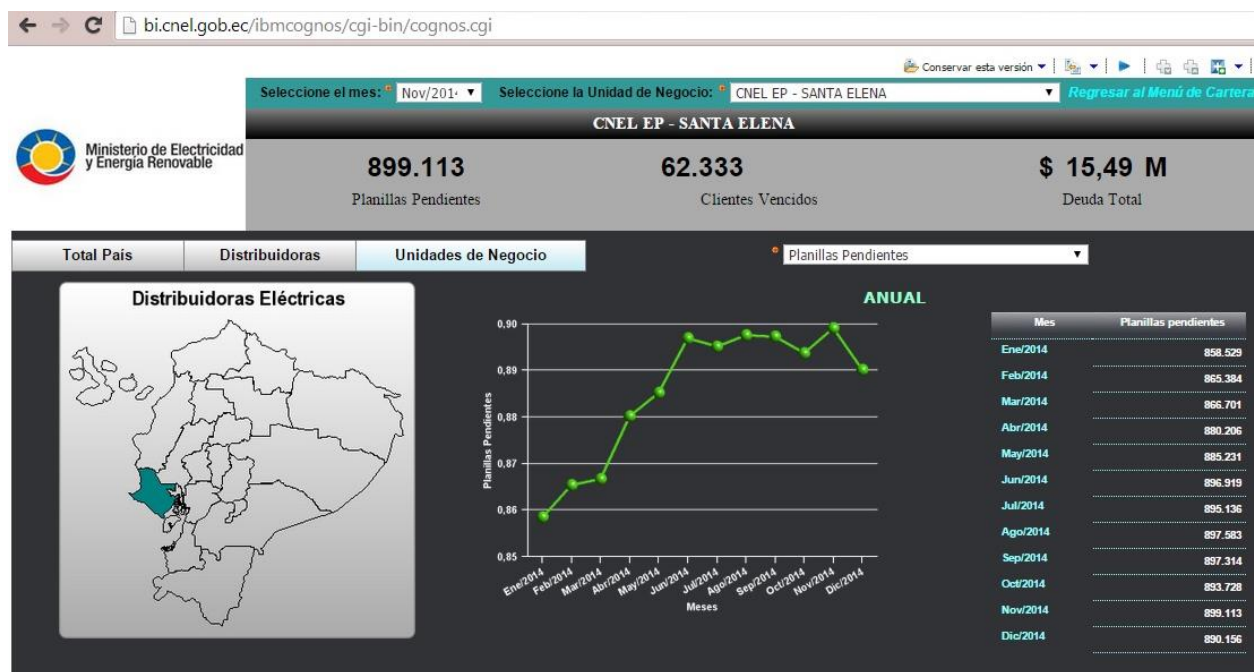 bi.cnel.gob.ec/ibmcognos/cgi-bin/cognos.cgi
Conservar esta versión
Seleccione el mes: Nov/201 Seleccione la Unidad de Negocio: CNEL EP - SANTA ELENA Regresar al Menú de Cartera
CNEL EP - SANTA ELENA
Ministerio de Electricidad
y Energía Renovable
899.113 62.333 $ 15,49 M
Planillas Pendientes Clientes Vencidos Deuda Total
Total País Distribuidoras Unidades de Negocio Planillas Pendientes
Distribuidoras Eléctricas
ANUAL
Planillas Pendientes
0,90
0,89
0,88
0,87
0,86
0,85
Ene/2014 Feb/2014 Mar/2014 Abr/2014 May/2014 Jun/2014 Jul/2014 Ago/2014 Sep/2014 Oct/2014 Nov/2014 Dic/2014
Meses
Mes Planillas pendientes
Ene/2014 858.529
Feb/2014 865.384
Mar/2014 866.701
Abr/2014 880.206
May/2014 885.231
Jun/2014 896.919
Jul/2014 895.136
Ago/2014 897.583
Sep/2014 897.314
Oct/2014 893.728
Nov/2014 899.113
Dic/2014 890.156